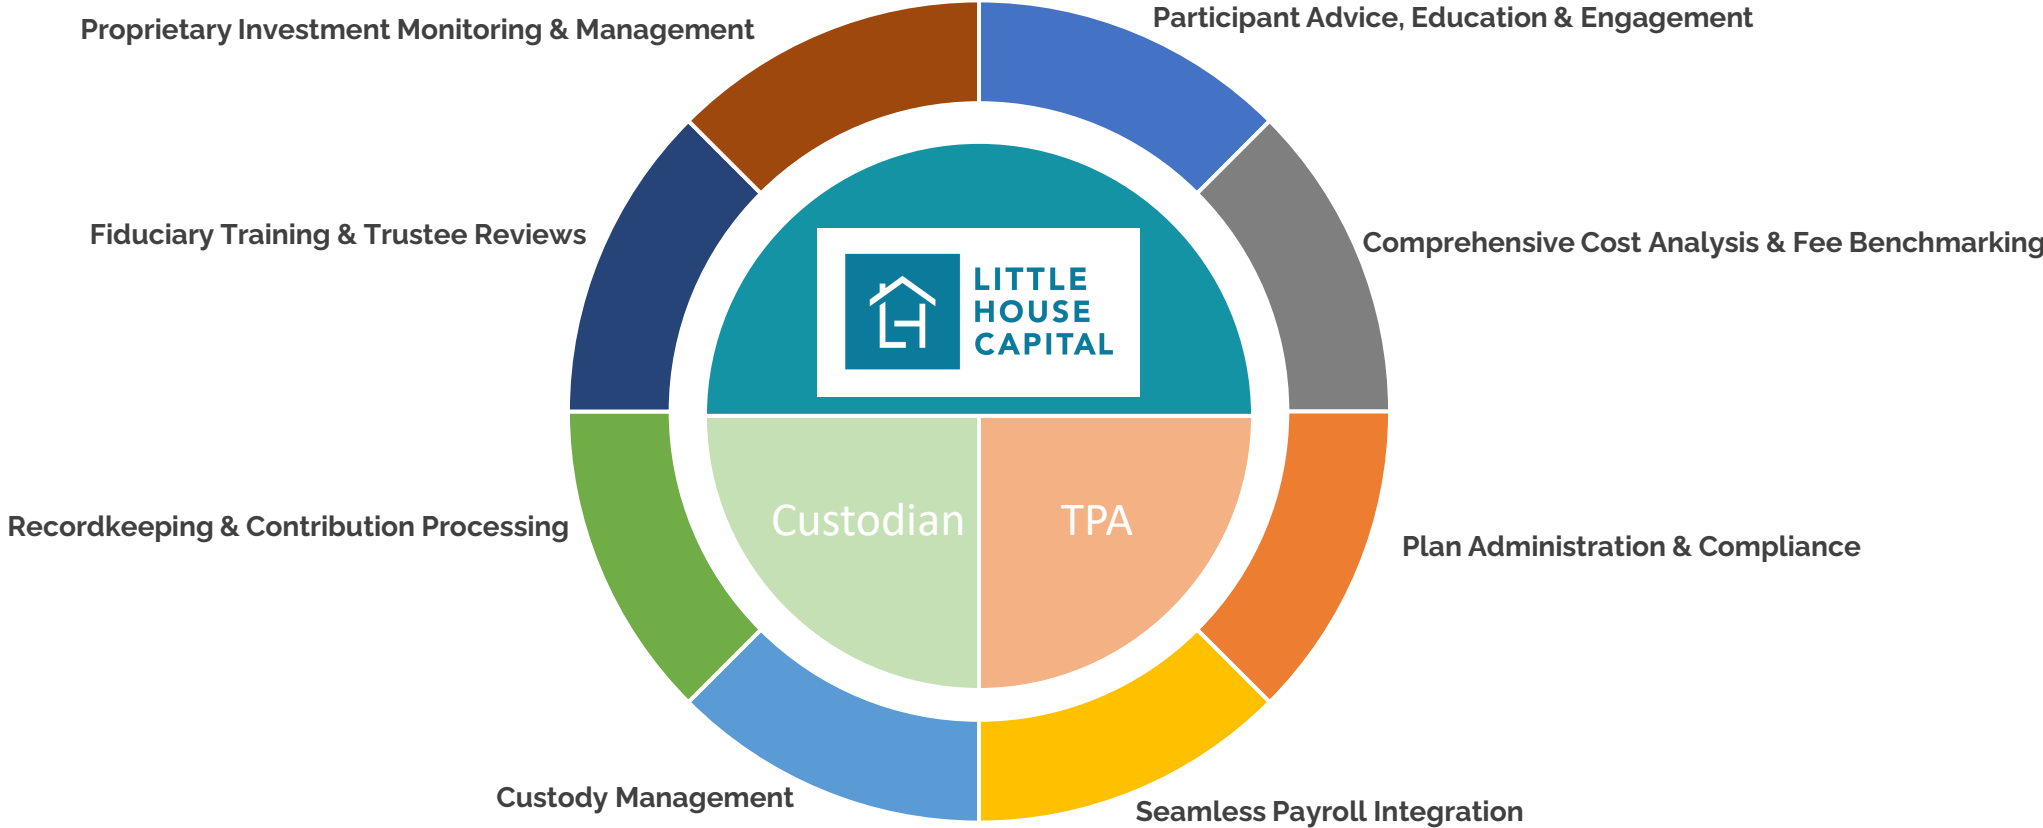 Proprietary Investment Monitoring & Management
Participant Advice, Education & Engagement
Fiduciary Training & Trustee Reviews
Comprehensive Cost Analysis & Fee Benchmarking
LITTLE
HOUSE
CAPITAL
Custodian
TPA
Recordkeeping & Contribution Processing
Plan Administration & Compliance
Custody Management
Seamless Payroll Integration